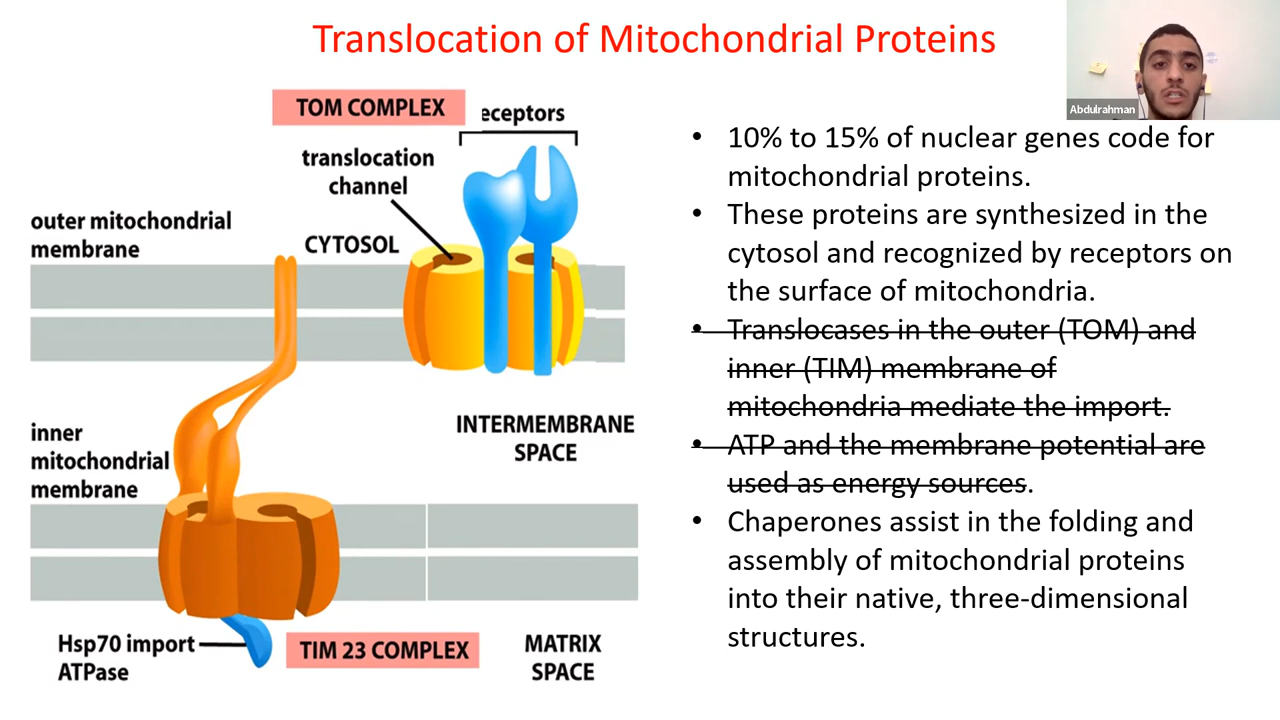 Translocation of Mitochondrial Proteins
Abdulrahman
TOM COMPLEX
eceptors
translocation
channel
outer mitochondrial
membrane
CYTOSOL
INTERMEMBRANE
SPACE
inner
mitochondrial
membrane
Hsp70 import
ATPase
TIM 23 COMPLEX
MATRIX
SPACE
• 10% to 15% of nuclear genes code for
mitochondrial proteins.
• These proteins are synthesized in the
cytosol and recognized by receptors on
the surface of mitochondria.
• Translocases in the outer (TOM) and
inner (TIM) membrane of
mitochondria mediate the import.
• ATP and the membrane potential are
used as energy sources.
• Chaperones assist in the folding and
assembly of mitochondrial proteins
into their native, three-dimensional
structures.